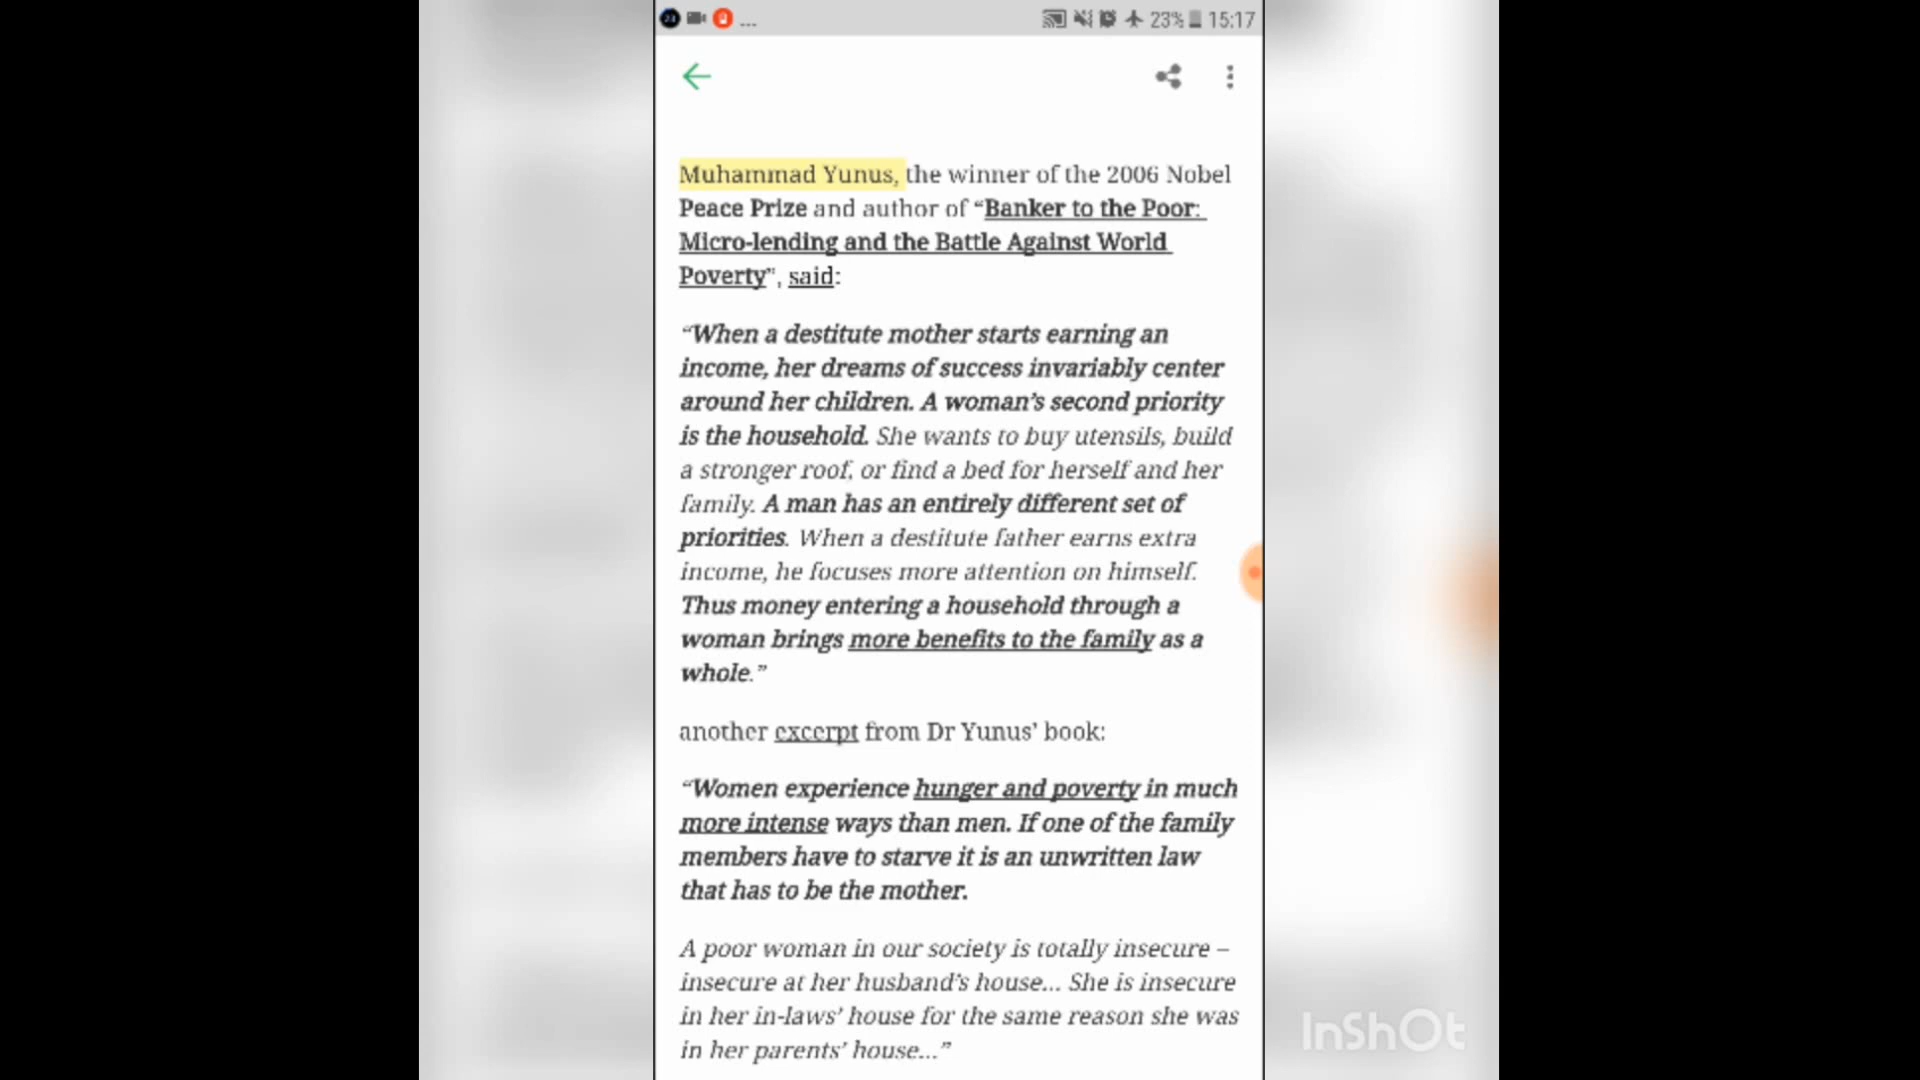 23% 15:17
Muhammad Yunus, the winner of the 2006 Nobel
Peace Prize and author of “Banker to the Poor:
Micro-lending and the Battle Against World
Poverty”, said:
“When a destitute mother starts earning an
income, her dreams of success invariably center
around her children. A woman’s second priority
is the household. She wants to buy utensils, build
a stronger roof, or find a bed for herself and her
family. A man has an entirely different set of
priorities. When a destitute father earns extra
income, he focuses more attention on himself.
Thus money entering a household through a
woman brings more benefits to the family as a
whole.”
another excerpt from Dr Yunus’ book:
“Women experience hunger and poverty in much
more intense ways than men. If one of the family
members have to starve it is an unwritten law
that has to be the mother.
A poor woman in our society is totally insecure –
insecure at her husband’s house... She is insecure
in her in-laws’ house for the same reason she was
in her parents’ house...”
InShOt